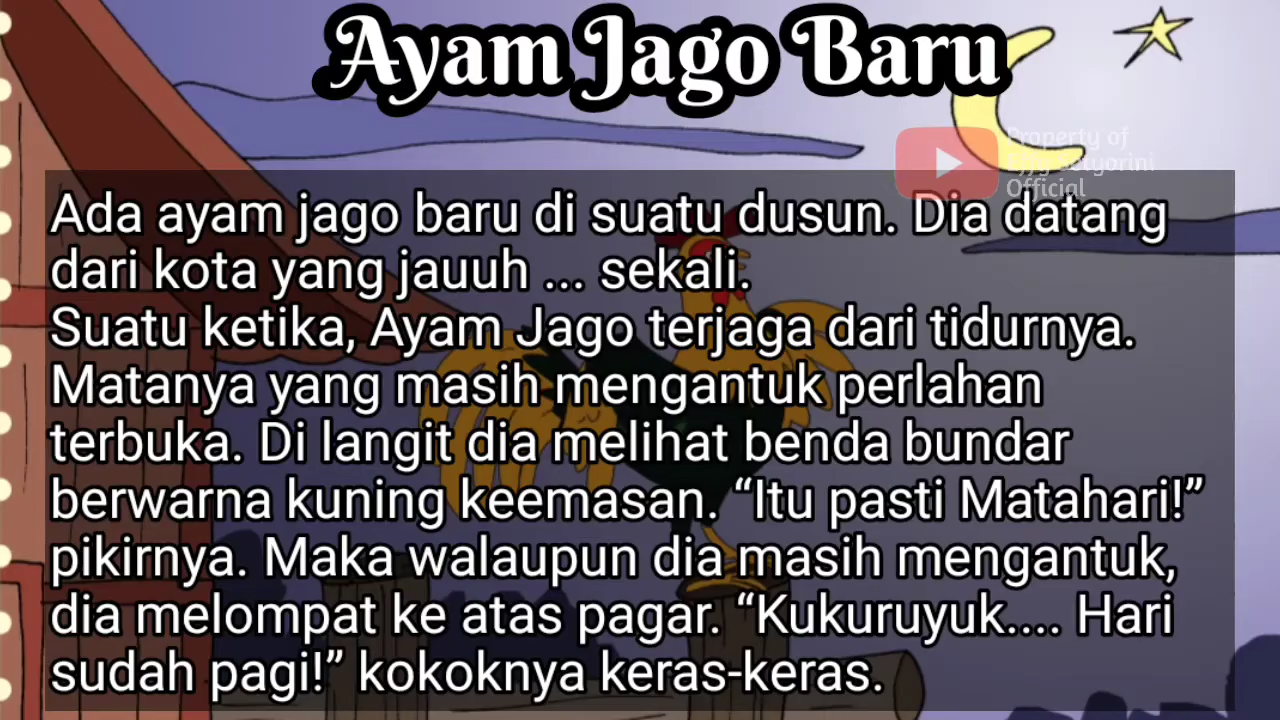 Ayam Jago Baru
Property of
Effy Setyorini
Official
Ada ayam jago baru di suatu dusun. Dia datang
dari kota yang jauuh ... sekali.
Suatu ketika, Ayam Jago terjaga dari tidurnya.
Matanya yang masih mengantuk perlahan
terbuka. Di langit dia melihat benda bundar
berwarna kuning keemasan. “Itu pasti Matahari!”
pikirnya. Maka walaupun dia masih mengantuk,
dia melompat ke atas pagar. “Kukuruyuk.... Hari
sudah pagi!” kokoknya keras-keras.